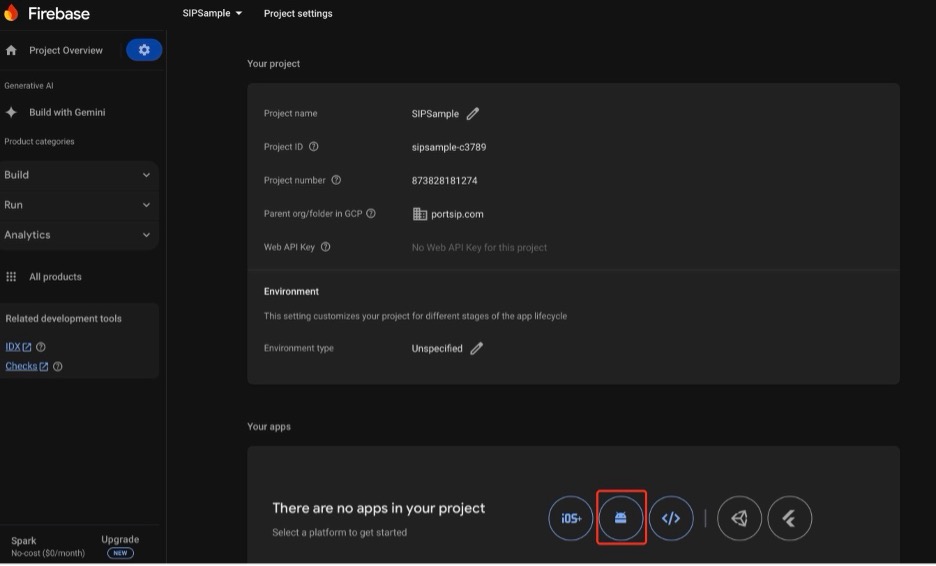 Firebase
SIPSample
Project settings
Project Overview
Generative AI
Build with Gemini
Product categories
Build
Run
Analytics
All products
Related development tools
IDX
Checks
Spark
No-cost ($0/month)
Upgrade
NEW
Your project
Project name SIPSample
Project ID sipsample-c3789
Project number 873828181274
Parent org/folder in GCP portsip.com
Web API Key No Web API Key for this project
Environment
This setting customizes your project for different stages of the app lifecycle
Environment type Unspecified
Your apps
There are no apps in your project
Select a platform to get started
iOS+